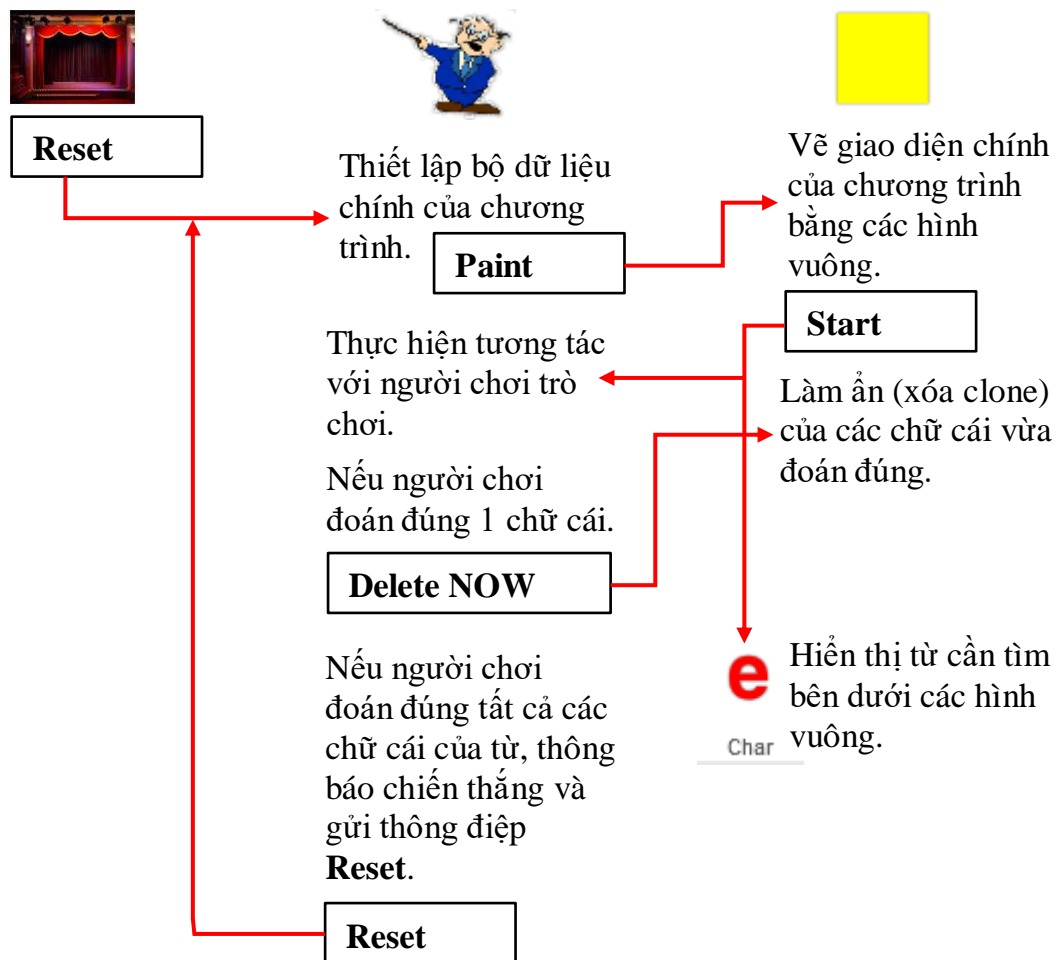 Reset
Thiết lập bộ dữ liệu
chính của chương
trình.
Paint
Vẽ giao diện chính
của chương trình
bằng các hình
vuông.
Start
Thực hiện tương tác
với người chơi trò
chơi.
Làm ẩn (xóa clone)
của các chữ cái vừa
đoán đúng.
Nếu người chơi
đoán đúng 1 chữ cái.
Delete NOW
e
Char
Hiển thị từ cần tìm
bên dưới các hình
vuông.
Nếu người chơi
đoán đúng tất cả các
chữ cái của từ, thông
báo chiến thắng và
gửi thông điệp
Reset.
Reset